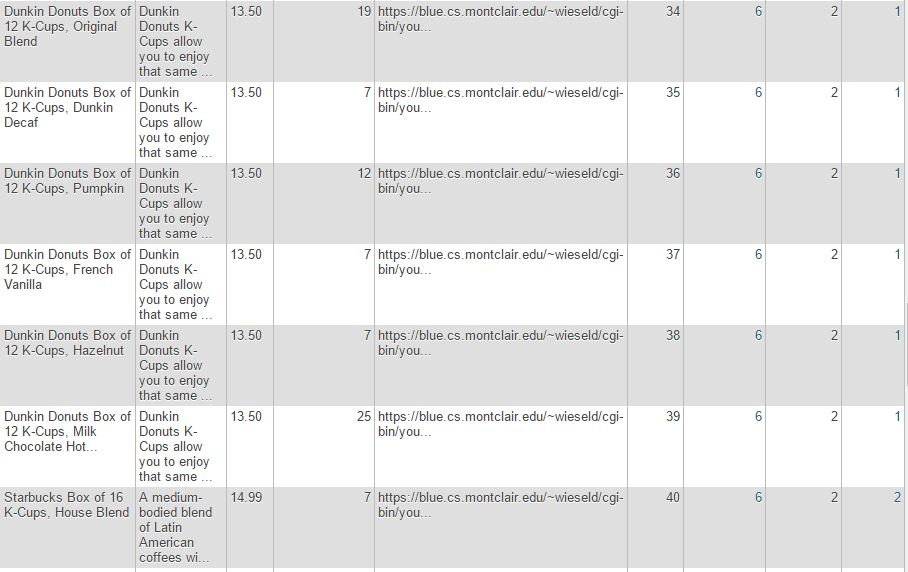 Dunkin Donuts Box of 12 K-Cups, Original Blend Dunkin Donuts K-Cups allow you to enjoy that same ... 13.50 19 https://blue.cs.montclair.edu/~wieseld/cgi-bin/you... 34 6 2 1
Dunkin Donuts Box of 12 K-Cups, Dunkin Decaf Dunkin Donuts K-Cups allow you to enjoy that same ... 13.50 7 https://blue.cs.montclair.edu/~wieseld/cgi-bin/you... 35 6 2 1
Dunkin Donuts Box of 12 K-Cups, Pumpkin Dunkin Donuts K-Cups allow you to enjoy that same ... 13.50 12 https://blue.cs.montclair.edu/~wieseld/cgi-bin/you... 36 6 2 1
Dunkin Donuts Box of 12 K-Cups, French Vanilla Dunkin Donuts K-Cups allow you to enjoy that same ... 13.50 7 https://blue.cs.montclair.edu/~wieseld/cgi-bin/you... 37 6 2 1
Dunkin Donuts Box of 12 K-Cups, Hazelnut Dunkin Donuts K-Cups allow you to enjoy that same ... 13.50 7 https://blue.cs.montclair.edu/~wieseld/cgi-bin/you... 38 6 2 1
Dunkin Donuts Box of 12 K-Cups, Milk Chocolate Hot... Dunkin Donuts K-Cups allow you to enjoy that same ... 13.50 25 https://blue.cs.montclair.edu/~wieseld/cgi-bin/you... 39 6 2 1
Starbucks Box of 16 K-Cups, House Blend A medium-bodied blend of Latin American coffees wi... 14.99 7 https://blue.cs.montclair.edu/~wieseld/cgi-bin/you... 40 6 2 2